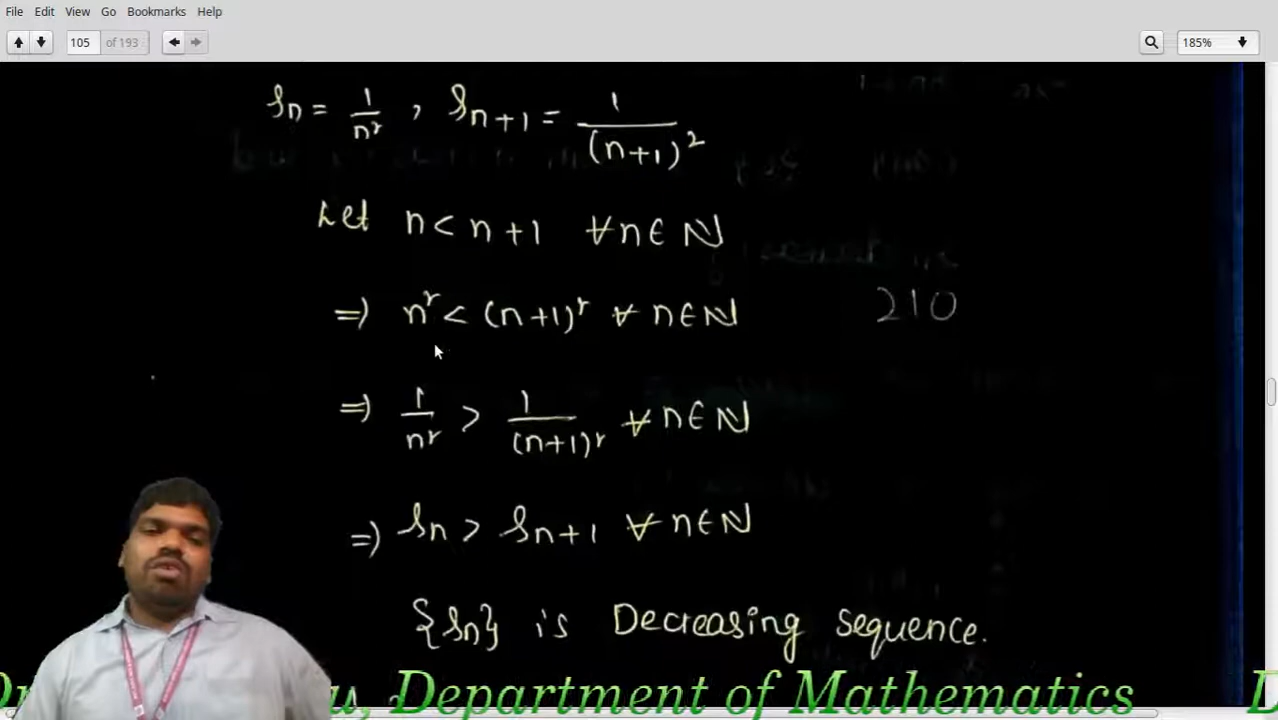 File Edit View Go Bookmarks Help
105 of 193 185%
Sn = 1/n², Sn+1 = 1/(n+1)²
Let n < n+1 ∀ n ∈ ℕ
⇒) n² < (n+1)² ∀ n ∈ ℕ 210
⇒) 1/n² > 1/(n+1)² ∀ n ∈ ℕ
⇒) Sn > Sn+1 ∀ n ∈ ℕ
{Sn} is Decreasing sequence.
Department of Mathematics